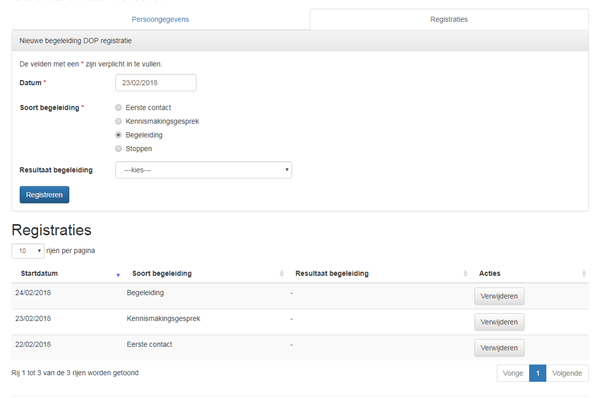 Persoongegevens Registraties
Nieuwe begeleiding DOP registratie
De velden met een * zijn verplicht in te vullen.
Datum * 23/02/2018
Soort begeleiding * Eerste contact
Kennismakingsgesprek
Begeleiding
Stoppen
Resultaat begeleiding ---kies---
Registreren
Registraties
10 rijen per pagina
Startdatum Soort begeleiding Resultaat begeleiding Acties
24/02/2018 Begeleiding - Verwijderen
23/02/2018 Kennismakingsgesprek - Verwijderen
22/02/2018 Eerste contact - Verwijderen
Rij 1 tot 3 van de 3 rijen worden getoond Vorige 1 Volgende